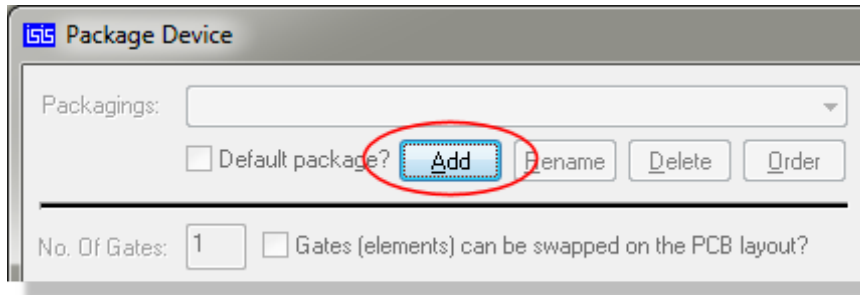 isis Package Device
Packagings:
Default package? Add Rename Delete Order
No. Of Gates: 1 Gates (elements) can be swapped on the PCB layout?